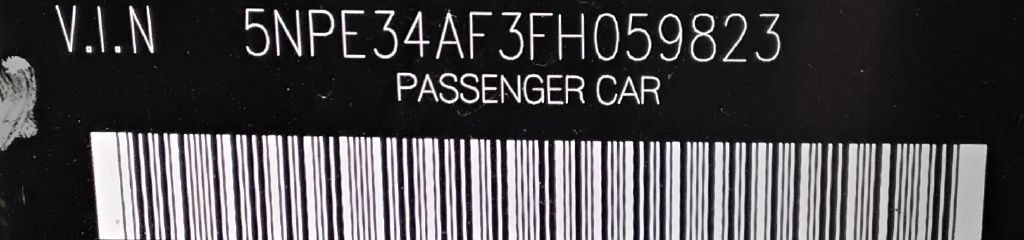 V.I.N 5NPE34AF3FH059823
PASSENGER CAR